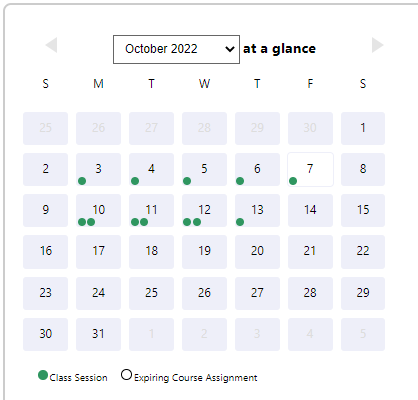 October 2022 at a glance
S M T W T F S
25 26 27 28 29 30 1
2 3 4 5 6 7 8
9 10 11 12 13 14 15
16 17 18 19 20 21 22
23 24 25 26 27 28 29
30 31 1 2 3 4 5
Class Session Expiring Course Assignment